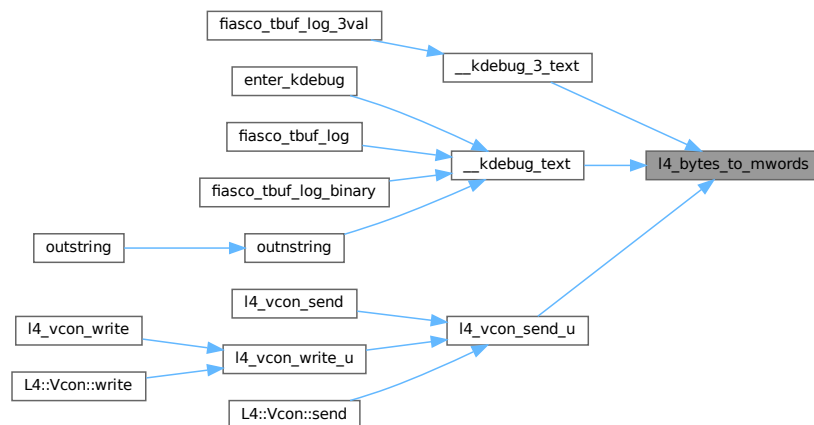 fiasco_tbuf_log_3val
__kdebug_3_text
enter_kdebug
fiasco_tbuf_log
__kdebug_text
l4_bytes_to_mwords
fiasco_tbuf_log_binary
outstring
outnstring
l4_vcon_send
l4_vcon_write
l4_vcon_send_u
l4_vcon_write_u
L4::Vcon::write
L4::Vcon::send